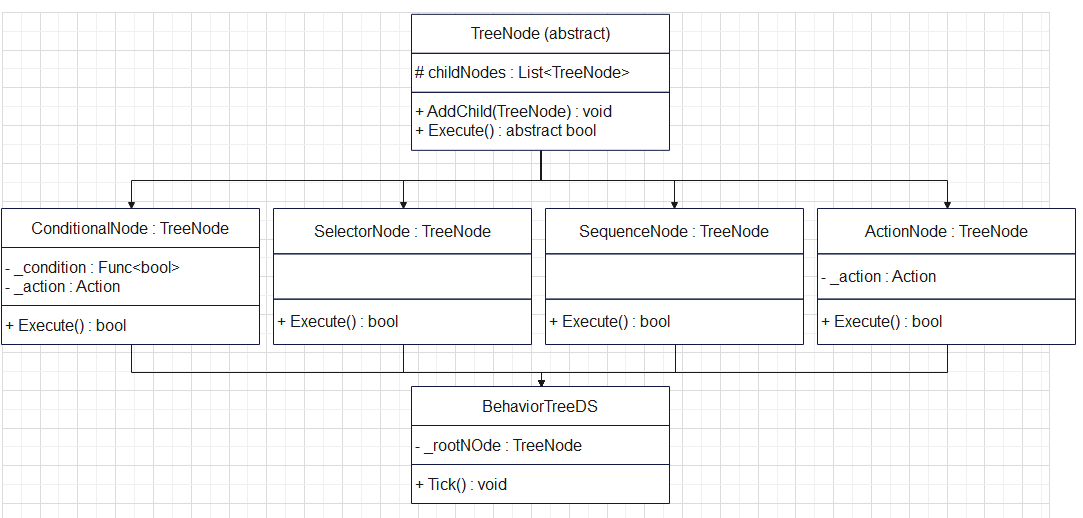 TreeNode (abstract)
# childNodes : List<TreeNode>
+ AddChild(TreeNode) : void
+ Execute() : abstract bool
ConditionalNode : TreeNode
- _condition : Func<bool>
- _action : Action
+ Execute() : bool
SelectorNode : TreeNode
+ Execute() : bool
SequenceNode : TreeNode
+ Execute() : bool
ActionNode : TreeNode
- _action : Action
+ Execute() : bool
BehaviorTreeDS
- _rootNOde : TreeNode
+ Tick() : void